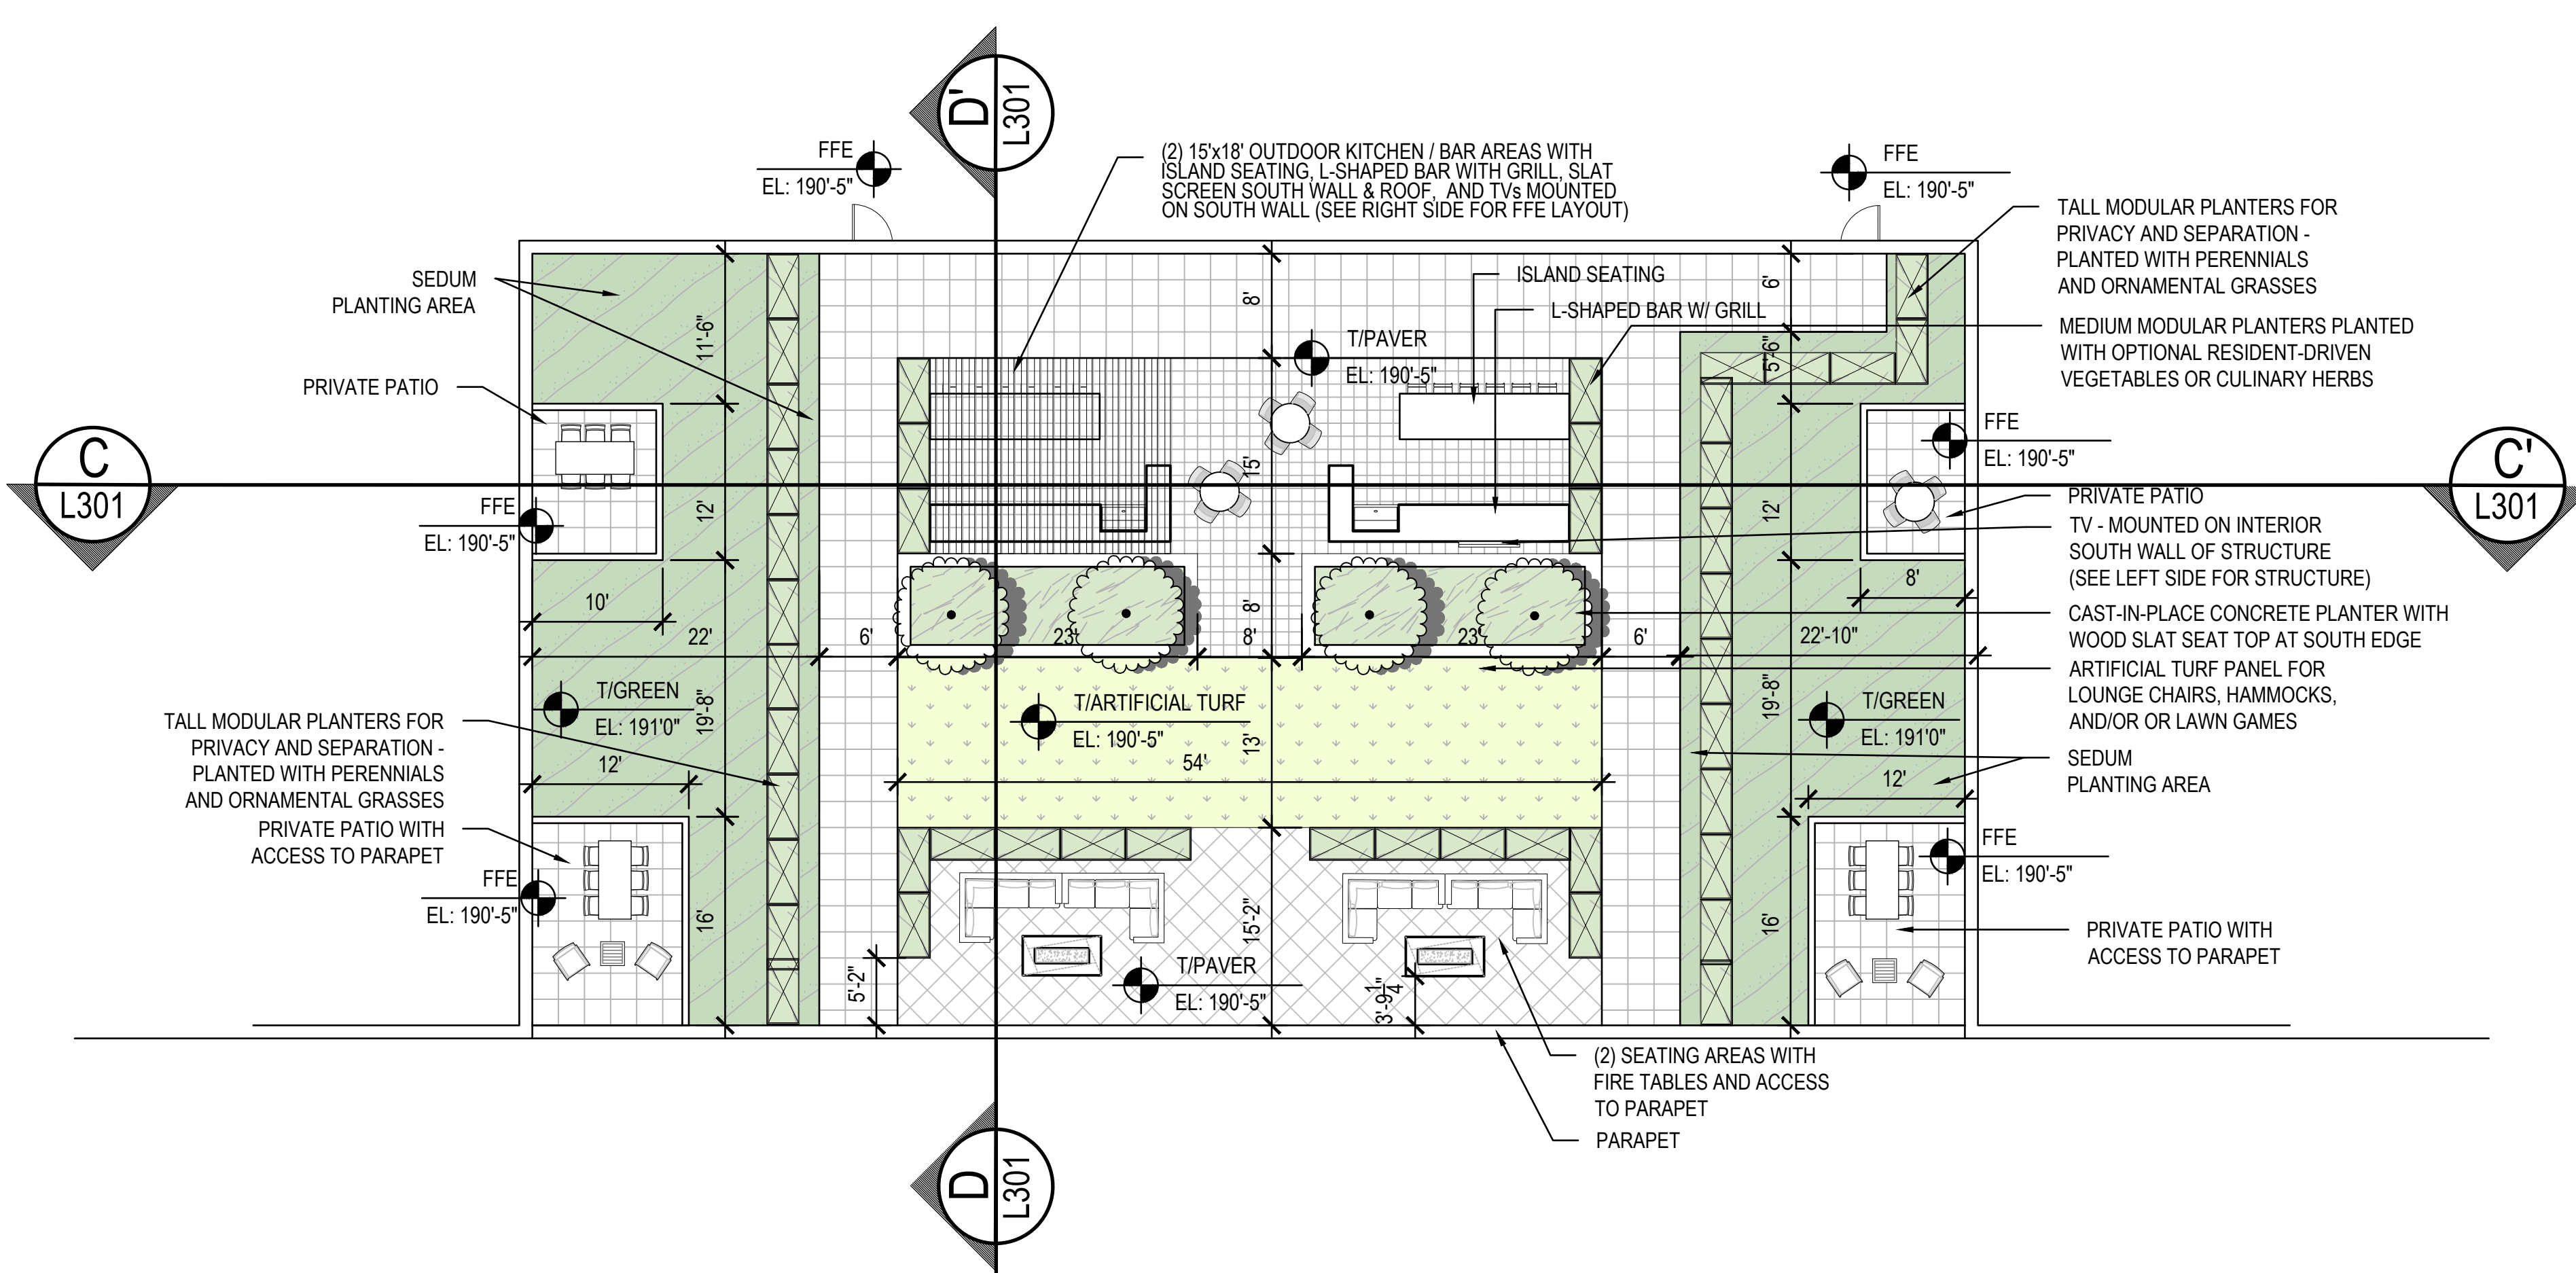 D'
L301
FFE
EL: 190'-5"
(2) 15'x18' OUTDOOR KITCHEN / BAR AREAS WITH
ISLAND SEATING, L-SHAPED BAR WITH GRILL, SLAT
SCREEN SOUTH WALL & ROOF, AND TVs MOUNTED
ON SOUTH WALL (SEE RIGHT SIDE FOR FFE LAYOUT)
FFE
EL: 190'-5"
TALL MODULAR PLANTERS FOR
PRIVACY AND SEPARATION -
PLANTED WITH PERENNIALS
AND ORNAMENTAL GRASSES
SEDUM
PLANTING AREA
ISLAND SEATING
L-SHAPED BAR W/ GRILL
8'
6'
11'-6"
T/PAVER
EL: 190'-5"
5'-6"
MEDIUM MODULAR PLANTERS PLANTED
WITH OPTIONAL RESIDENT-DRIVEN
VEGETABLES OR CULINARY HERBS
PRIVATE PATIO
FFE
EL: 190'-5"
C
L301
C'
L301
15'
12'
12'
FFE
EL: 190'-5"
PRIVATE PATIO
TV - MOUNTED ON INTERIOR
SOUTH WALL OF STRUCTURE
(SEE LEFT SIDE FOR STRUCTURE)
10'
8'
8'
22'
6'
23'
8'
23'
6'
22'-10"
CAST-IN-PLACE CONCRETE PLANTER WITH
WOOD SLAT SEAT TOP AT SOUTH EDGE
ARTIFICIAL TURF PANEL FOR
LOUNGE CHAIRS, HAMMOCKS,
AND/OR OR LAWN GAMES
T/GREEN
EL: 191'0"
19'-8"
T/ARTIFICIAL TURF
EL: 190'-5"
13'
54'
19'-8"
T/GREEN
EL: 191'0"
TALL MODULAR PLANTERS FOR
PRIVACY AND SEPARATION -
PLANTED WITH PERENNIALS
AND ORNAMENTAL GRASSES
12'
12'
SEDUM
PLANTING AREA
PRIVATE PATIO WITH
ACCESS TO PARAPET
FFE
EL: 190'-5"
FFE
EL: 190'-5"
16'
15'-2"
16'
PRIVATE PATIO WITH
ACCESS TO PARAPET
5'-2"
T/PAVER
EL: 190'-5"
3'-9 1/4"
(2) SEATING AREAS WITH
FIRE TABLES AND ACCESS
TO PARAPET
PARAPET
D
L301